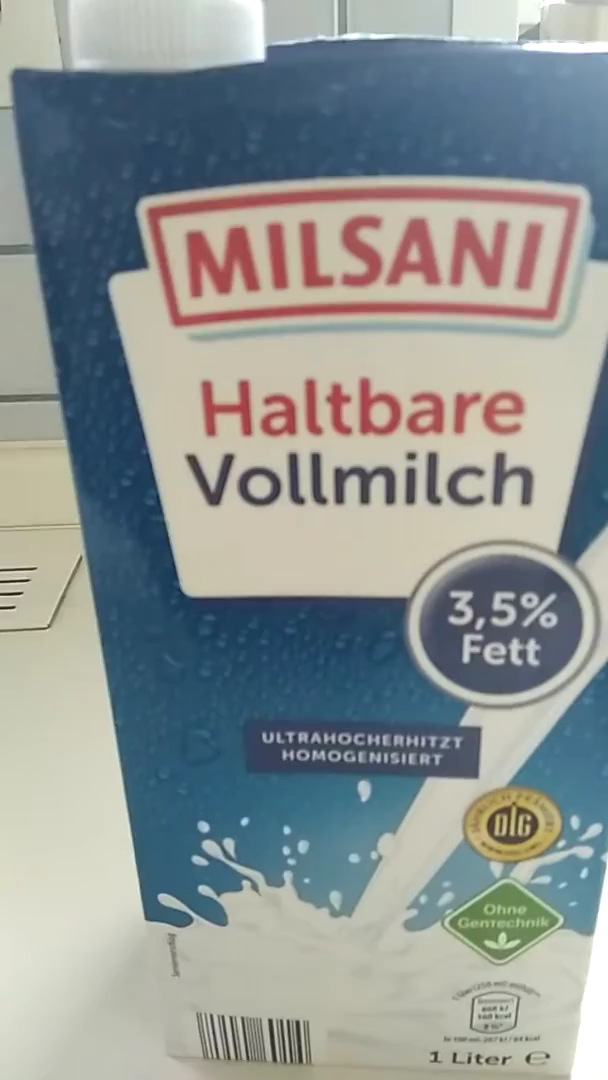 MILSANI
Haltbare
Vollmilch
3,5%
Fett
ULTRAHOCHERHITZT
HOMOGENISIERT
DLG
Ohne
Gentechnik
1 Liter ℮